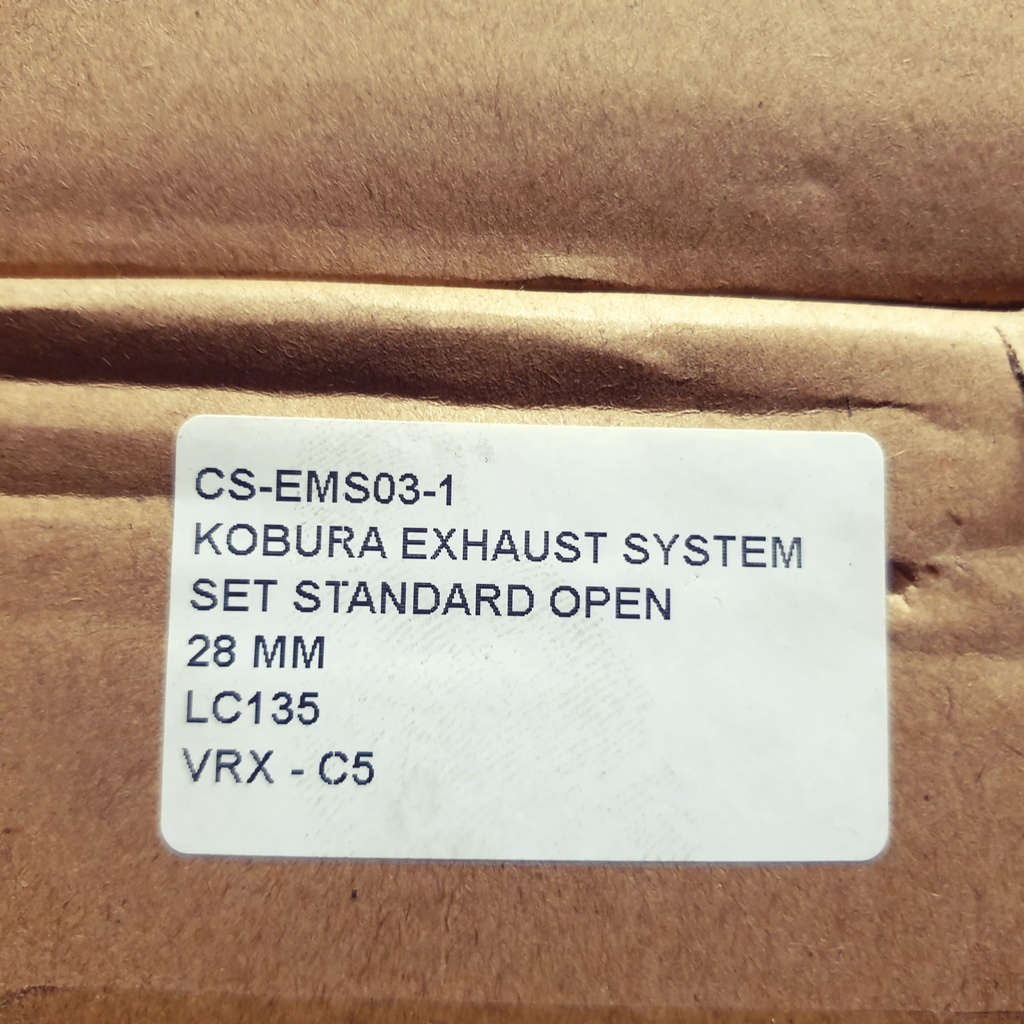 CS-EMS03-1
KOBURA EXHAUST SYSTEM
SET STANDARD OPEN
28 MM
LC135
VRX - C5